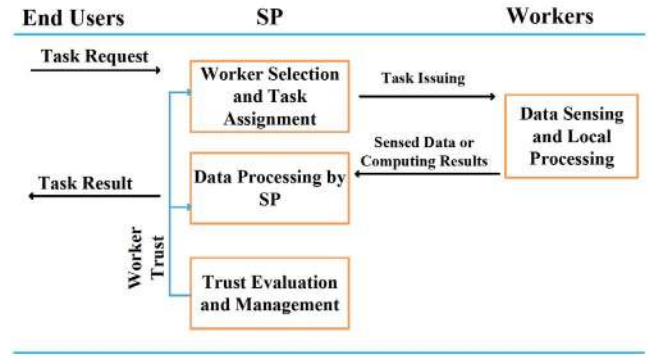 End Users
SP
Workers
Task Request
Worker Selection
and Task
Assignment
Task Issuing
Data Sensing
and Local
Processing
Sensed Data or
Computing Results
Task Result
Data Processing by
SP
Worker
Trust
Trust Evaluation
and Management